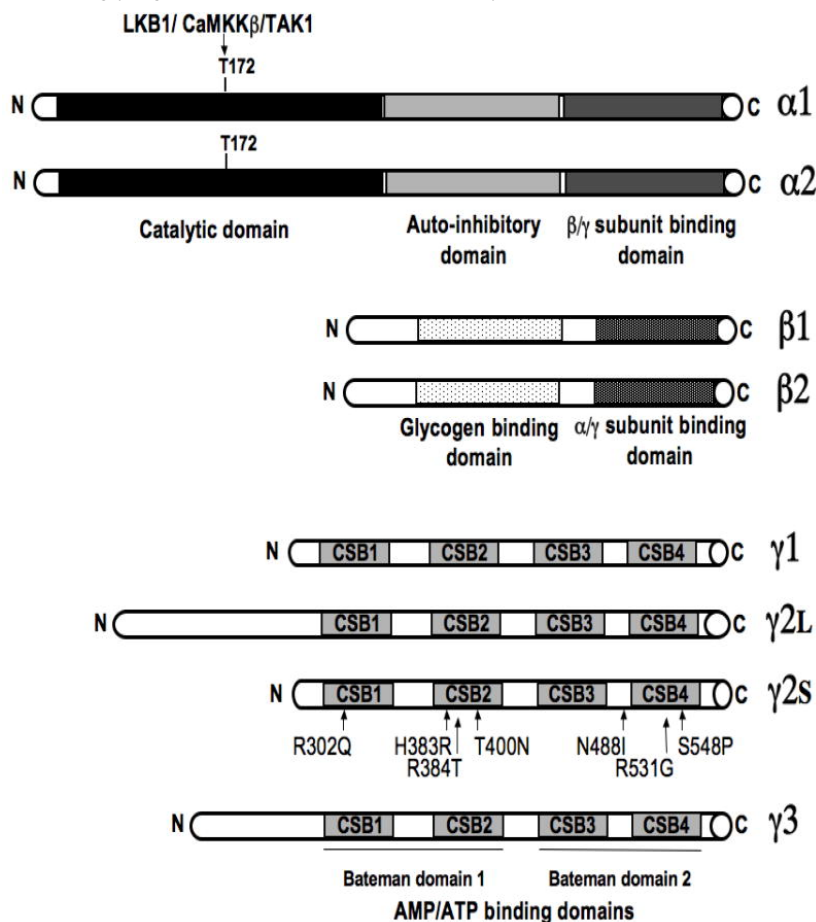 LKB1/ CaMKKβ/TAK1
T172
N C α1
T172
N C α2
Catalytic domain
Auto-inhibitory domain
β/γ subunit binding domain
N C β1
N C β2
Glycogen binding domain
α/γ subunit binding domain
N CSB1 CSB2 CSB3 CSB4 C γ1
N CSB1 CSB2 CSB3 CSB4 C γ2L
N CSB1 CSB2 CSB3 CSB4 C γ2S
R302Q H383R T400N N488I S548P
R384T R531G
N CSB1 CSB2 CSB3 CSB4 C γ3
Bateman domain 1 Bateman domain 2
AMP/ATP binding domains